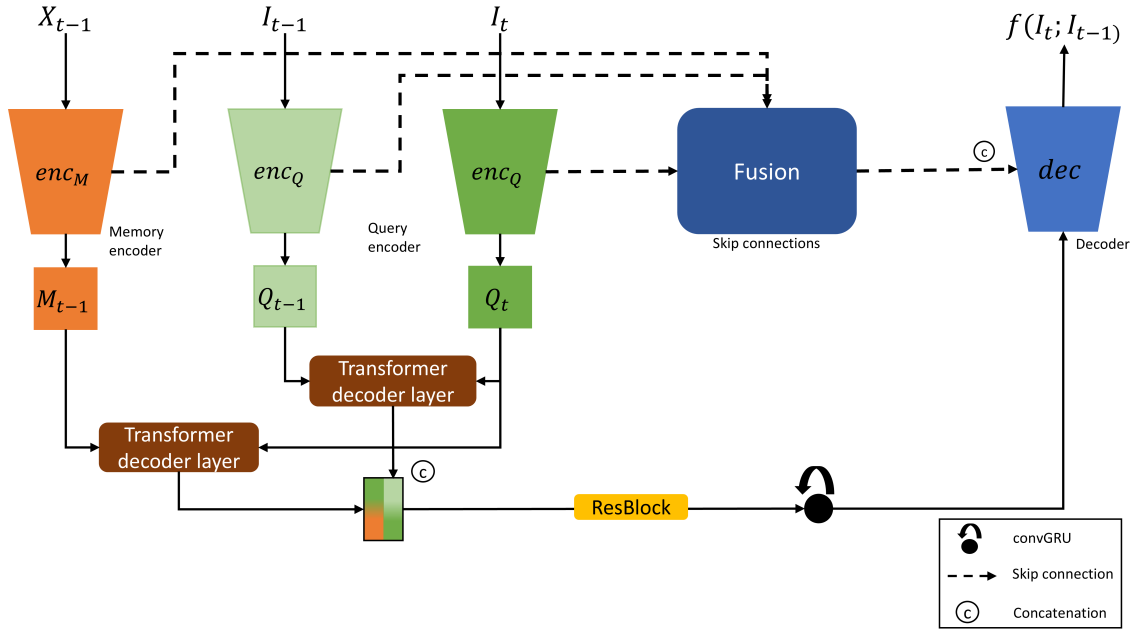 X_{t-1}
I_{t-1}
I_t
f(I_t; I_{t-1})
enc_M
enc_Q
enc_Q
Fusion
dec
Memory
encoder
Query
encoder
Skip connections
Decoder
M_{t-1}
Q_{t-1}
Q_t
Transformer
decoder layer
Transformer
decoder layer
c
c
ResBlock
convGRU
Skip connection
c Concatenation